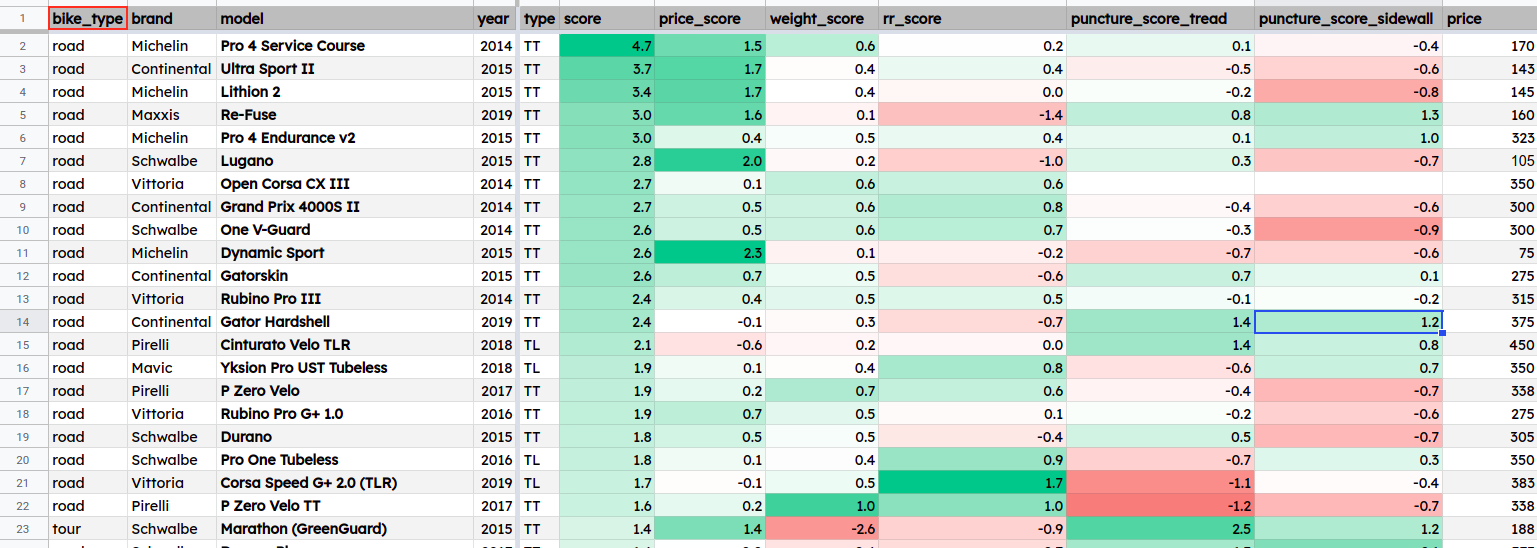 1 bike_type brand model year type score price_score weight_score rr_score puncture_score_tread puncture_score_sidewall price
2 road Michelin Pro 4 Service Course 2014 TT 4.7 1.5 0.6 0.2 0.1 -0.4 170
3 road Continental Ultra Sport II 2015 TT 3.7 1.7 0.4 0.4 -0.5 -0.6 143
4 road Michelin Lithion 2 2015 TT 3.4 1.7 0.4 0.0 -0.2 -0.8 145
5 road Maxxis Re-Fuse 2019 TT 3.0 1.6 0.1 -1.4 0.8 1.3 160
6 road Michelin Pro 4 Endurance v2 2015 TT 3.0 0.4 0.5 0.4 0.1 1.0 323
7 road Schwalbe Lugano 2015 TT 2.8 2.0 0.2 -1.0 0.3 -0.7 105
8 road Vittoria Open Corsa CX III 2014 TT 2.7 0.1 0.6 0.6 350
9 road Continental Grand Prix 4000S II 2014 TT 2.7 0.5 0.6 0.8 -0.4 -0.6 300
10 road Schwalbe One V-Guard 2014 TT 2.6 0.5 0.6 0.7 -0.3 -0.9 300
11 road Michelin Dynamic Sport 2015 TT 2.6 2.3 0.1 -0.2 -0.7 -0.6 75
12 road Continental Gatorskin 2015 TT 2.6 0.7 0.5 -0.6 0.7 0.1 275
13 road Vittoria Rubino Pro III 2014 TT 2.4 0.4 0.5 0.5 -0.1 -0.2 315
14 road Continental Gator Hardshell 2019 TT 2.4 -0.1 0.3 -0.7 1.4 1.2 375
15 road Pirelli Cinturato Velo TLR 2018 TL 2.1 -0.6 0.2 0.0 1.4 0.8 450
16 road Mavic Yksion Pro UST Tubeless 2018 TL 1.9 0.1 0.4 0.8 -0.6 0.7 350
17 road Pirelli P Zero Velo 2017 TT 1.9 0.2 0.7 0.6 -0.4 -0.7 338
18 road Vittoria Rubino Pro G+ 1.0 2016 TT 1.9 0.7 0.5 0.1 -0.2 -0.6 275
19 road Schwalbe Durano 2015 TT 1.8 0.5 0.5 -0.4 0.5 -0.7 305
20 road Schwalbe Pro One Tubeless 2016 TL 1.8 0.1 0.4 0.9 -0.7 0.3 350
21 road Vittoria Corsa Speed G+ 2.0 (TLR) 2019 TL 1.7 -0.1 0.5 1.7 -1.1 -0.4 383
22 road Pirelli P Zero Velo TT 2017 TT 1.6 0.2 1.0 1.0 -1.2 -0.7 338
23 tour Schwalbe Marathon (GreenGuard) 2015 TT 1.4 1.4 -2.6 -0.9 2.5 1.2 188